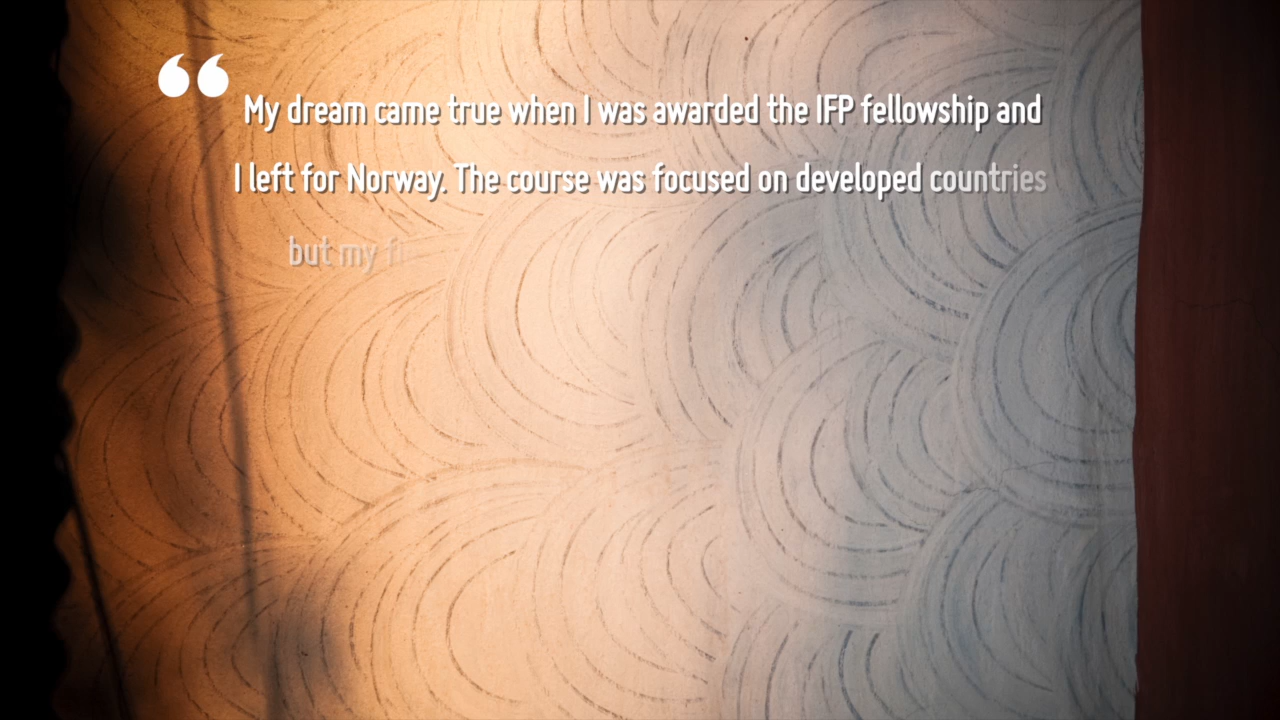 “ My dream came true when I was awarded the IFP fellowship and
I left for Norway. The course was focused on developed countries
but my